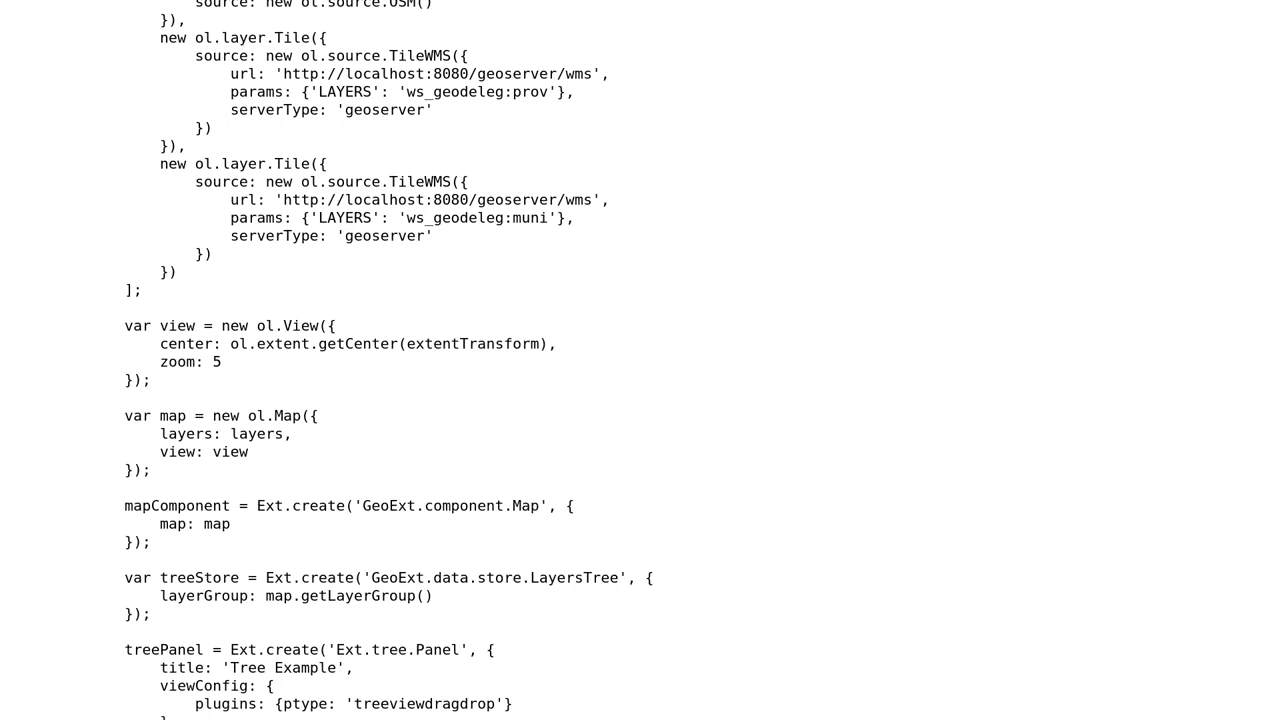 source: new ol.source.OSM()
}),
new ol.layer.Tile({
source: new ol.source.TileWMS({
url: 'http://localhost:8080/geoserver/wms',
params: {'LAYERS': 'ws_geodeleg:prov'},
serverType: 'geoserver'
})
}),
new ol.layer.Tile({
source: new ol.source.TileWMS({
url: 'http://localhost:8080/geoserver/wms',
params: {'LAYERS': 'ws_geodeleg:muni'},
serverType: 'geoserver'
})
})
];
var view = new ol.View({
center: ol.extent.getCenter(extentTransform),
zoom: 5
});
var map = new ol.Map({
layers: layers,
view: view
});
mapComponent = Ext.create('GeoExt.component.Map', {
map: map
});
var treeStore = Ext.create('GeoExt.data.store.LayersTree', {
layerGroup: map.getLayerGroup()
});
treePanel = Ext.create('Ext.tree.Panel', {
title: 'Tree Example',
viewConfig: {
plugins: {ptype: 'treeviewdragdrop'}